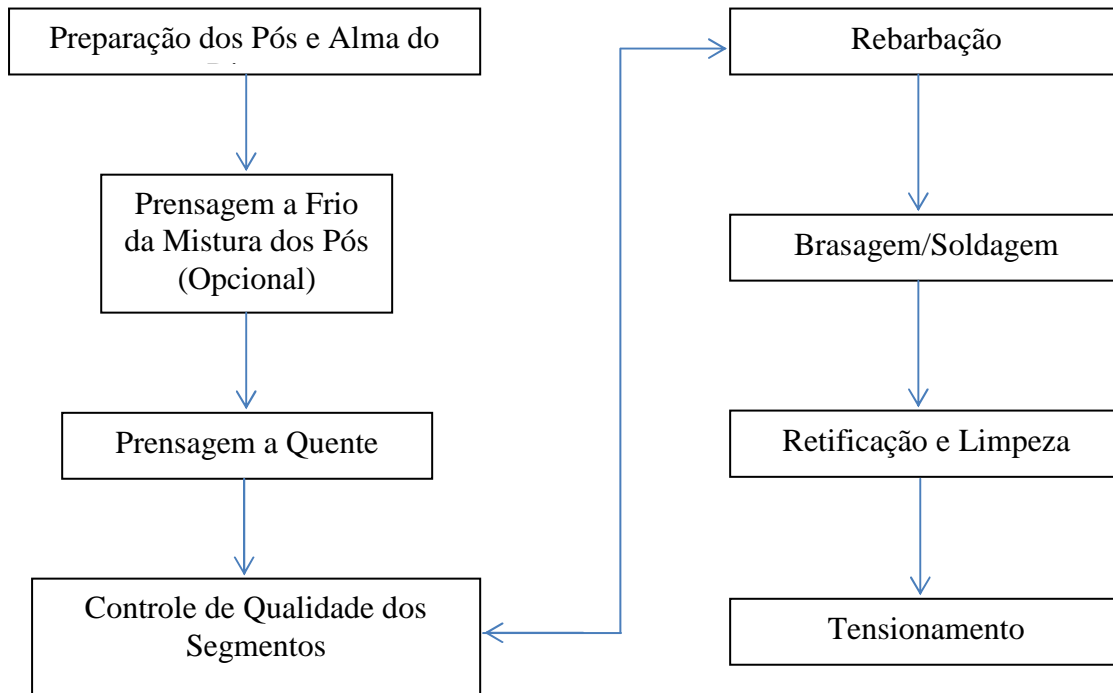 Preparação dos Pós e Alma do
Prensagem a Frio
da Mistura dos Pós
(Opcional)
Prensagem a Quente
Controle de Qualidade dos
Segmentos
Rebarbação
Brasagem/Soldagem
Retificação e Limpeza
Tensionamento